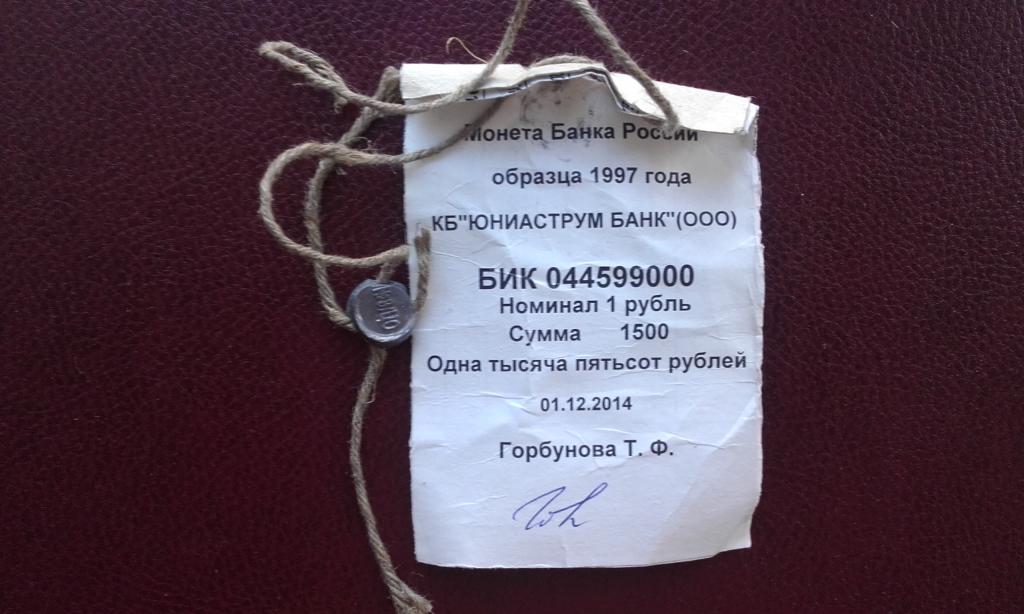 Монета Банка России
образца 1997 года
КБ"ЮНИАСТРУМ БАНК"(ООО)
БИК 044599000
Номинал 1 рубль
Сумма 1500
Одна тысяча пятьсот рублей
01.12.2014
Горбунова Т. Ф.